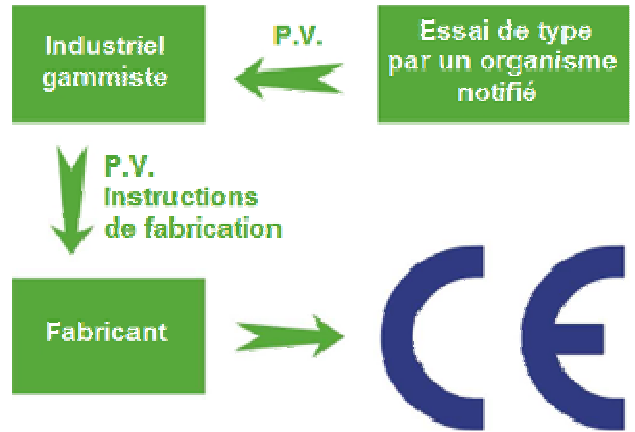 Industriel
gammiste
P.V.
Essai de type
par un organisme
notifié
P.V.
Instructions
de fabrication
Fabricant
CE